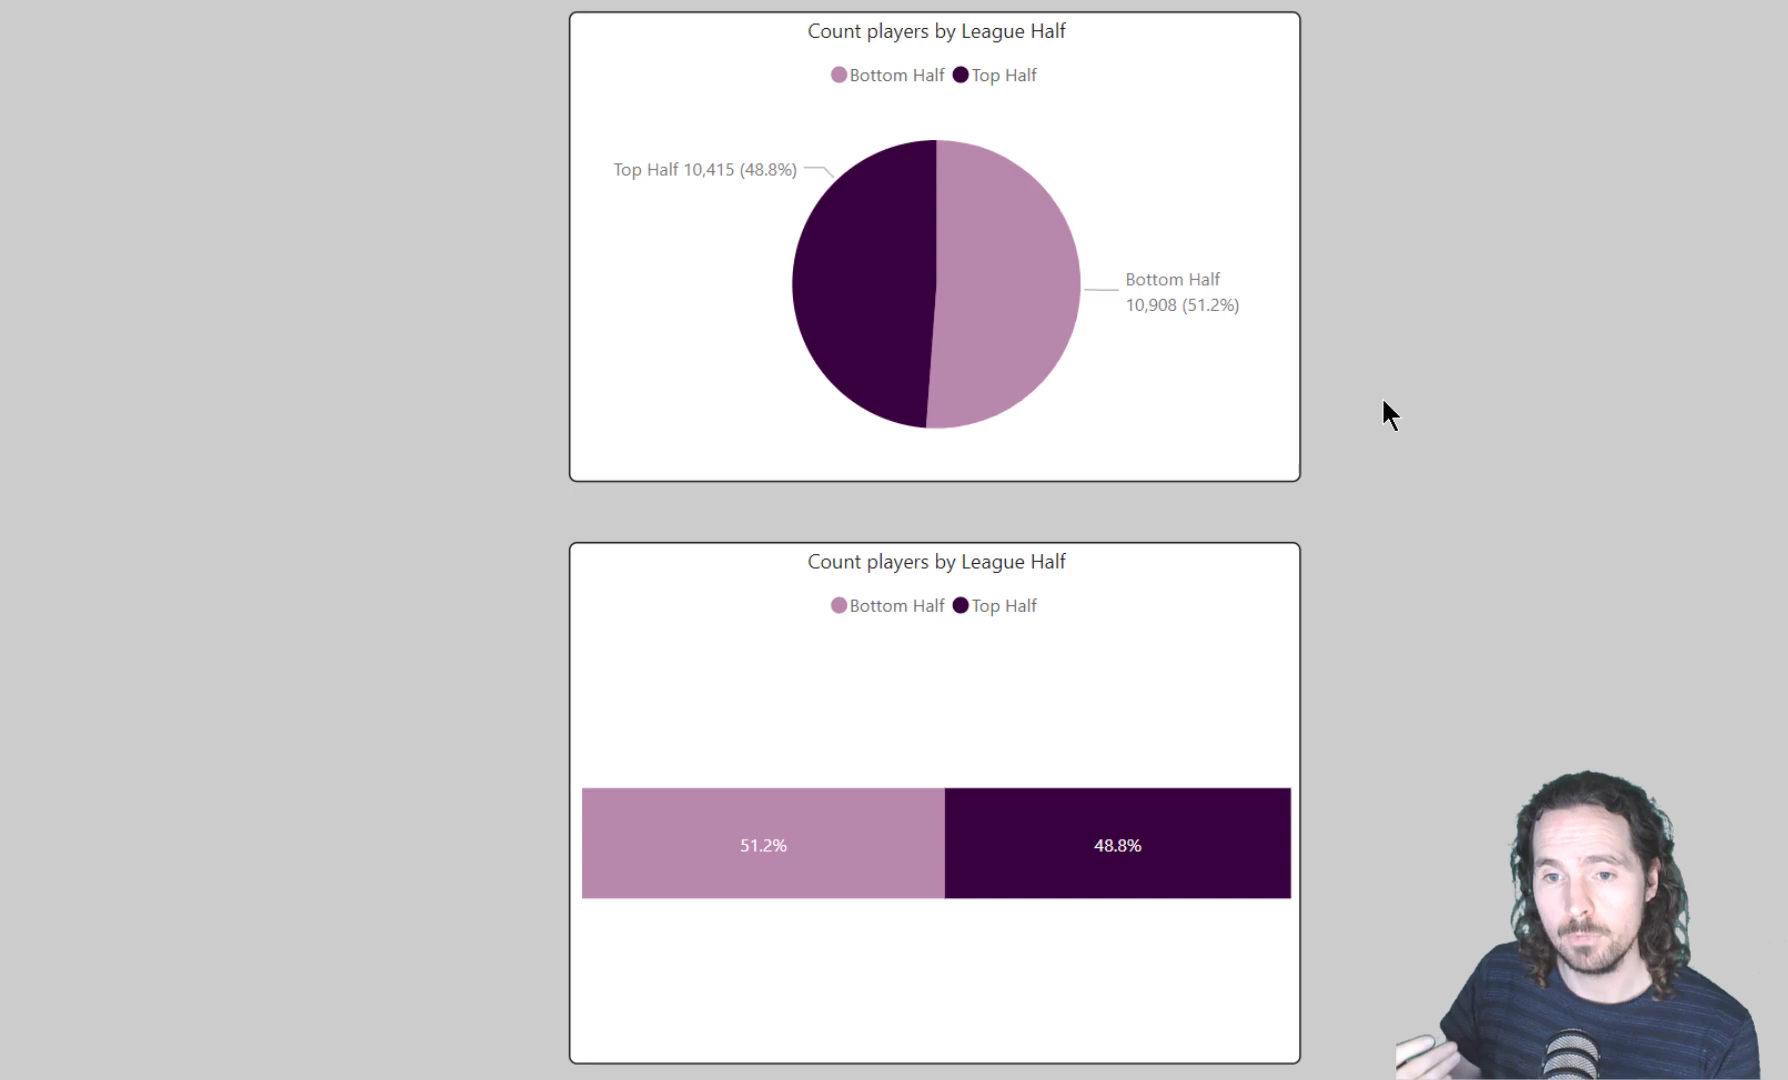 Count players by League Half
Bottom Half Top Half
Top Half 10,415 (48.8%)
Bottom Half
10,908 (51.2%)
Count players by League Half
Bottom Half Top Half
51.2% 48.8%